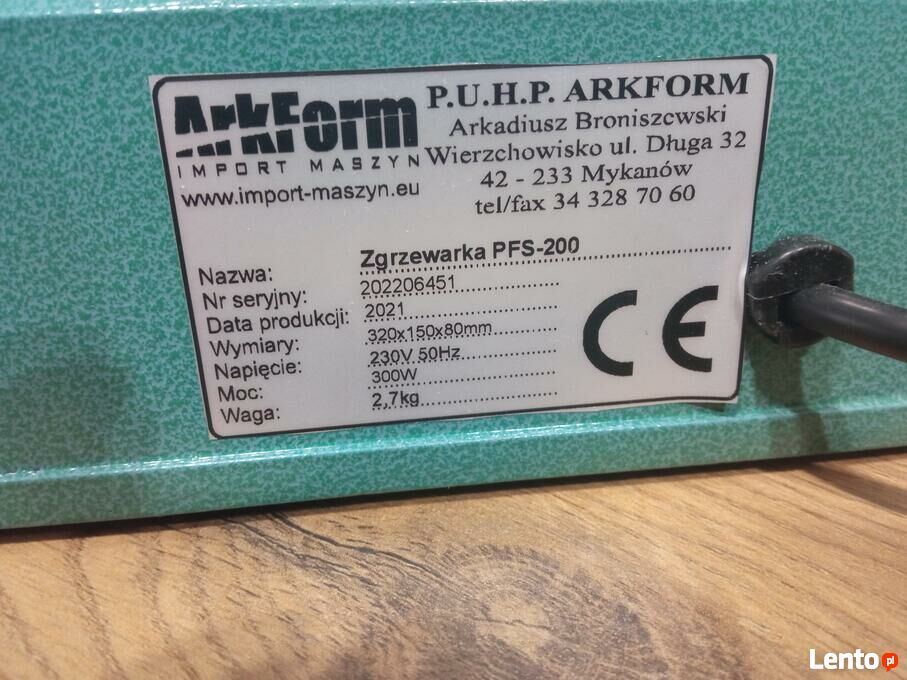 ArkForm
IMPORT MASZYN
www.import-maszyn.eu
P.U.H.P. ARKFORM
Arkadiusz Broniszewski
Wierzchowisko ul. Długa 32
42 - 233 Mykanów
tel/fax 34 328 70 60
Nazwa: Zgrzewarka PFS-200
Nr seryjny: 202206451
Data produkcji: 2021
Wymiary: 320x150x80mm
Napięcie: 230V 50Hz
Moc: 300W
Waga: 2,7kg
CE
Lento.pl